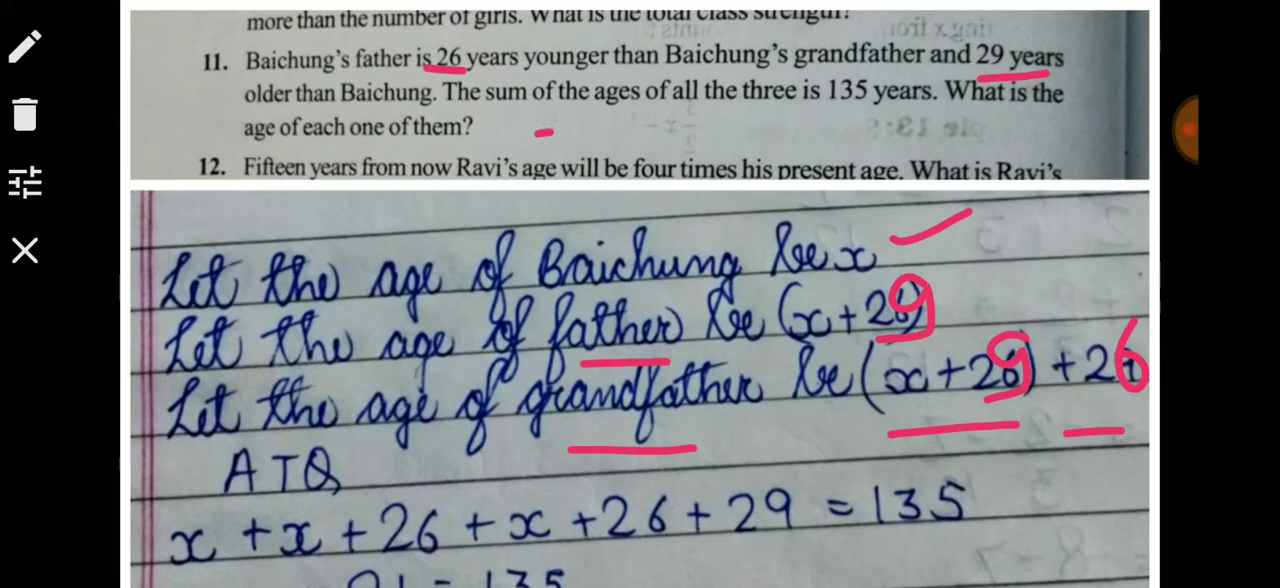 more than the number of girls. What is the total class strength?
11. Baichung's father is 26 years younger than Baichung's grandfather and 29 years
older than Baichung. The sum of the ages of all the three is 135 years. What is the
age of each one of them?
12. Fifteen years from now Ravi's age will be four times his present age. What is Ravi's
Let the age of Baichung be x
Let the age of father be (x+29)
Let the age of grandfather be (x+29) +26
ATQ
x + x + 26 + x + 26 + 29 = 135
= 135